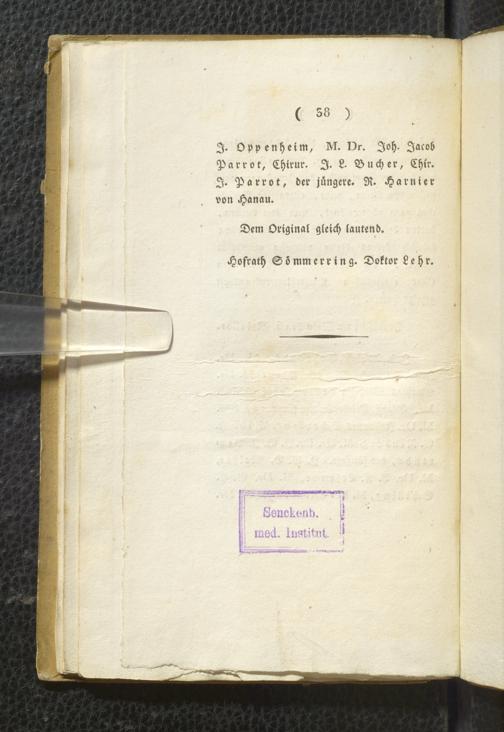 ( 38 )
J. Oppenheim, M. Dr. Joh. Jacob
Parrot, Chirur. J. L. Bucher, Chir.
J. Parrot, der jüngere. R. Harnier
von Hanau.
Dem Original gleich lautend.
Hofrath Sömmerring. Doktor Lehr.
Senckenb.
med. Institut.